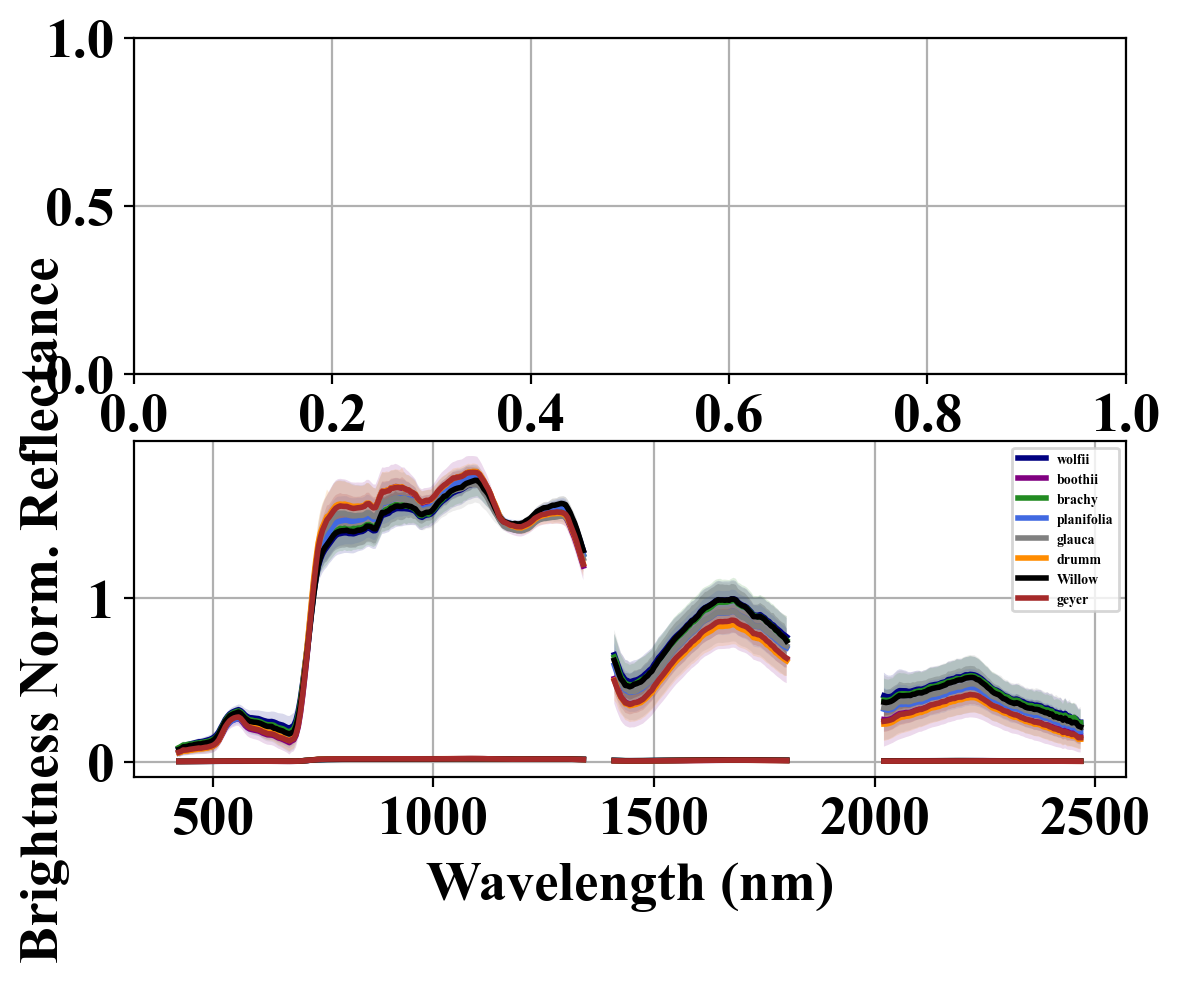 1.0
0.5
0.0
0.0 0.2 0.4 0.6 0.8 1.0
Brightness Norm. Reflectance
wolfii
boothii
brachy
planifolia
glauca
drumm
Willow
geyer
1
0
500 1000 1500 2000 2500
Wavelength (nm)